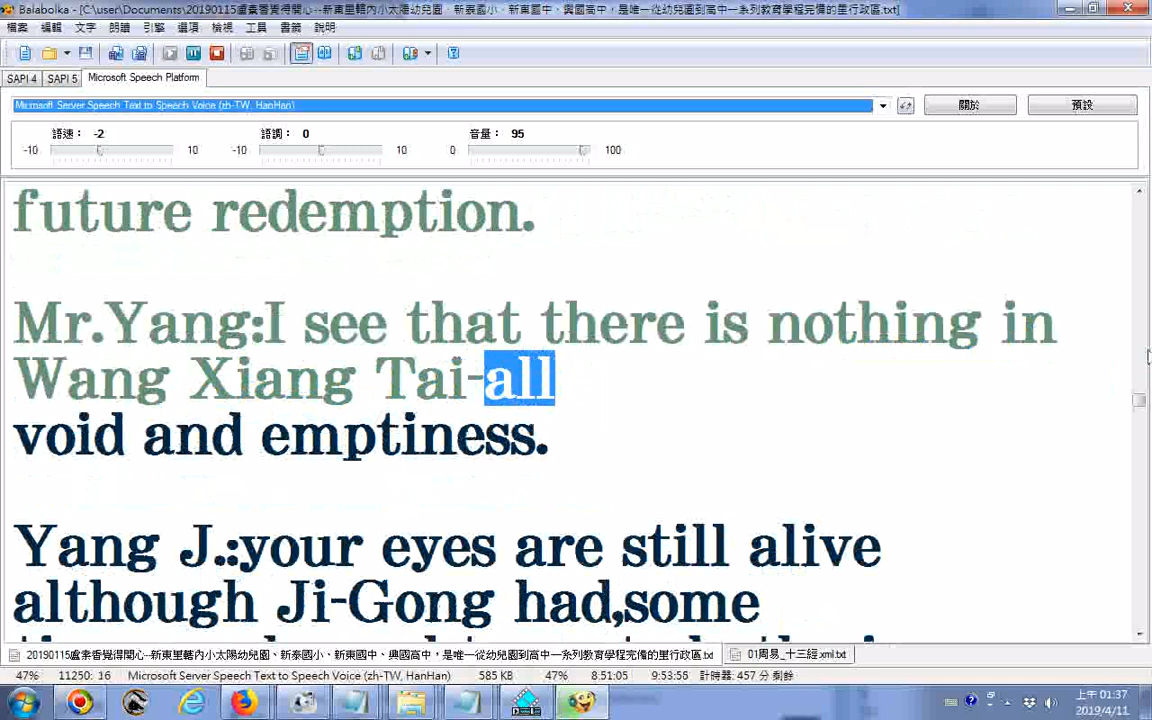 Balabolka - [C:\user\Documents\20190115盧素香覺得開心--新東里轄內小太陽幼兒園、新泰國小、新東國中、興國高中，是唯一從幼兒園到高中一系列教育學程完備的里行政區.txt]
檔案 編輯 文字 朗讀 引擎 選項 檢視 工具 書籤 說明
SAPI 4 SAPI 5 Microsoft Speech Platform
Microsoft Server Speech Text to Speech Voice (zh-TW, HanHan)
關於 預設
語速： -2 語調： 0 音量： 95
-10 10 -10 10 0 100
future redemption.
Mr.Yang:I see that there is nothing in
Wang Xiang Tai-all
void and emptiness.
Yang J.:your eyes are still alive
although Ji-Gong had,some
20190115盧素香覺得開心--新東里轄內小太陽幼兒園、新泰國小、新東國中、興國高中，是唯一從幼兒園到高中一系列教育學程完備的里行政區.txt 01周易_十三經.xml.txt
47% 11250: 16 Microsoft Server Speech Text to Speech Voice (zh-TW, HanHan) 585 KB 47% 8:51:05 9:53:55 計時器: 457 分 剩餘
上午 01:37
2019/4/11